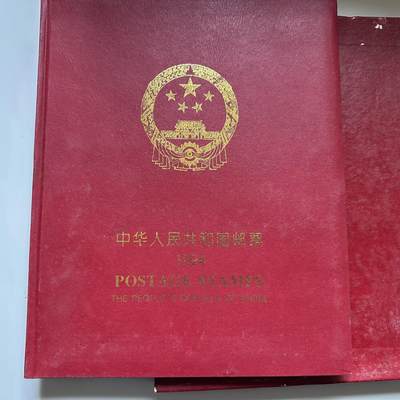 中华人民共和国邮票
POSTAGE STAMPS
THE PEOPLE'S REPUBLIC OF CHINA